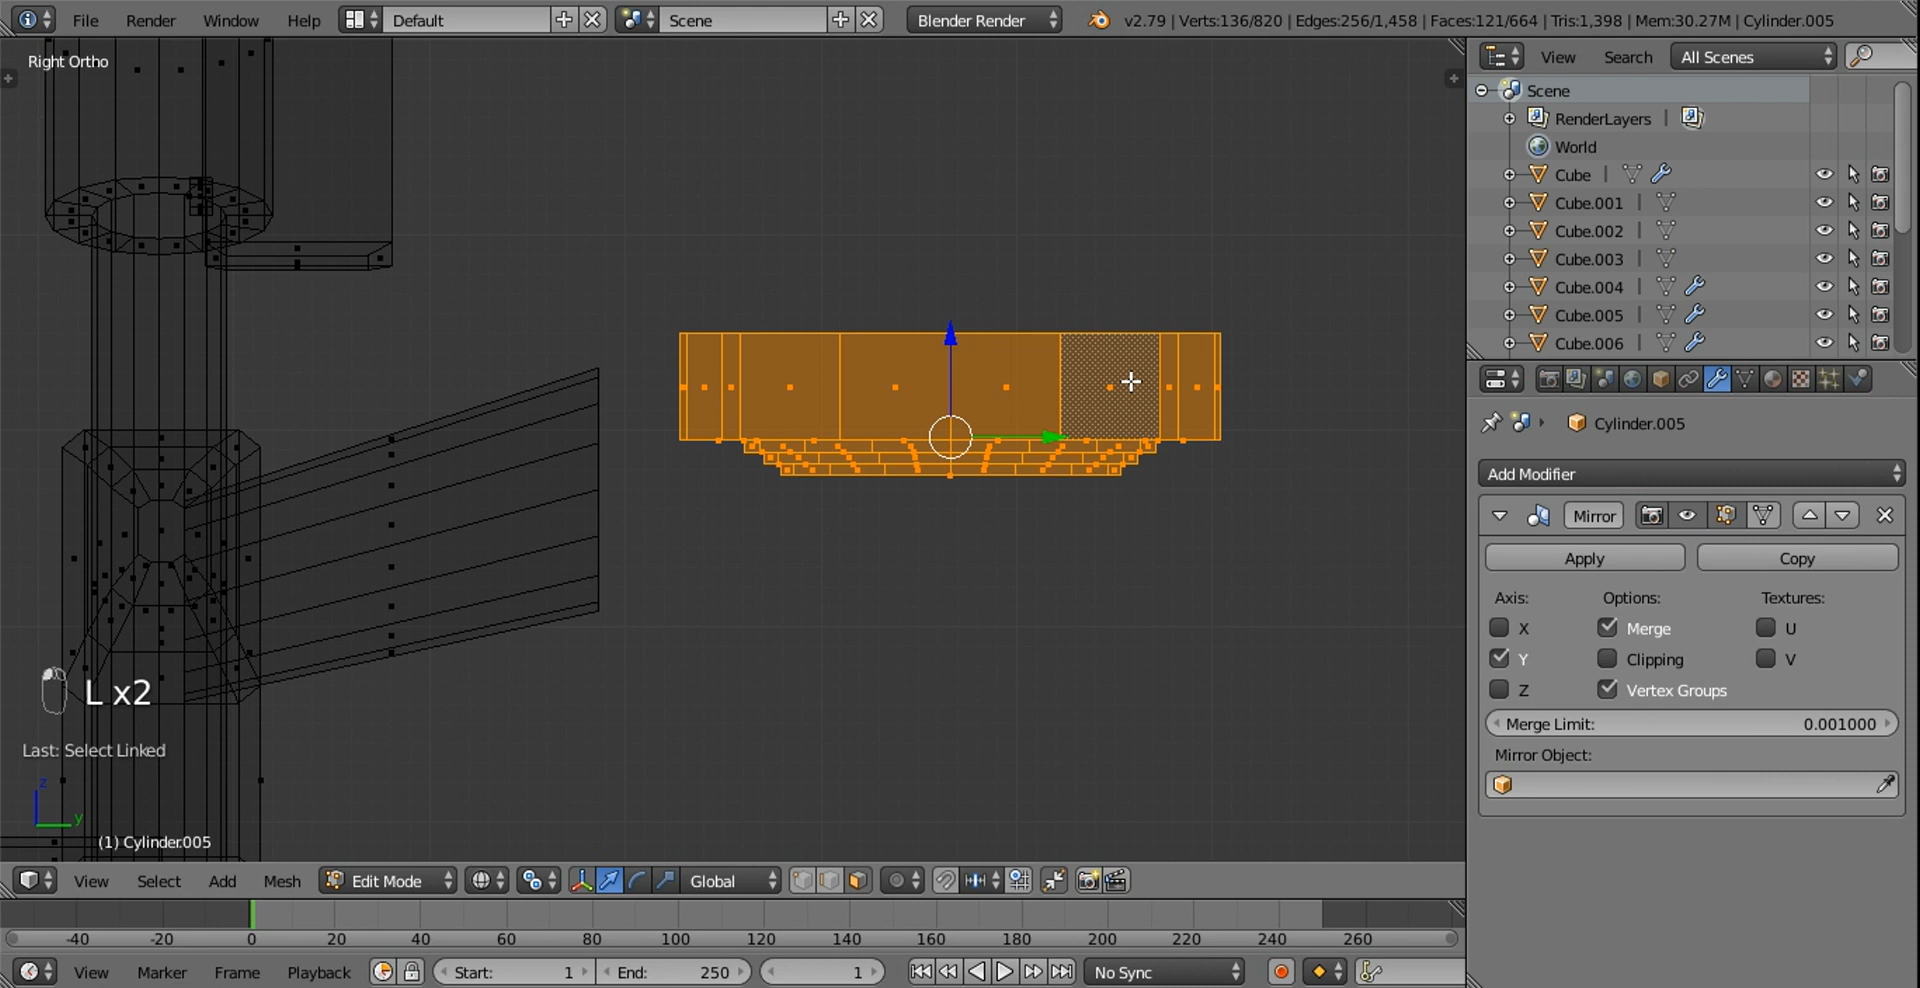 File Render Window Help Default Scene Blender Render v2.79 | Verts:136/820 | Edges:256/1,458 | Faces:121/664 | Tris:1,398 | Mem:30.27M | Cylinder.005
Right Ortho
View Search All Scenes
Scene
RenderLayers |
World
Cube |
Cube.001 |
Cube.002 |
Cube.003 |
Cube.004 |
Cube.005 |
Cube.006 |
Cylinder.005
Add Modifier
Mirror
Apply Copy
Axis: Options: Textures:
X Merge U
Y Clipping V
Z Vertex Groups
Merge Limit: 0.001000
Mirror Object:
L x2
Last: Select Linked
z
y
(1) Cylinder.005
View Select Add Mesh Edit Mode Global
-40 -20 0 20 40 60 80 100 120 140 160 180 200 220 240 260
View Marker Frame Playback Start: 1 End: 250 1 No Sync